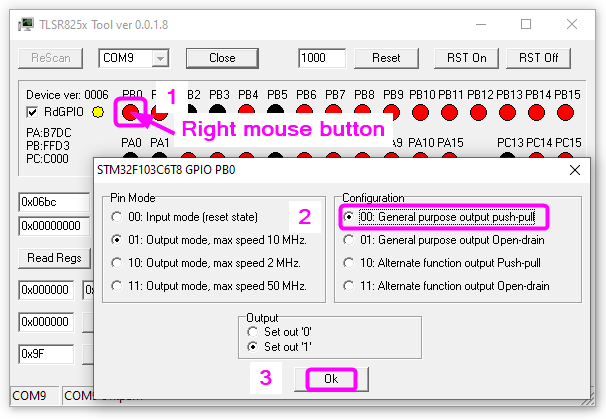 TLSR825x Tool ver 0.0.1.8
ReScan COM9 Close 1000 Reset RST On RST Off
Device ver: 0006 PB0 1 PB2 PB3 PB4 PB5 PB6 PB7 PB8 PB9 PB10 PB11 PB12 PB13 PB14 PB15
RdGPIO
Right mouse button
PA:B7DC
PB:FFD3
PC:C000
PA0 PA1 PA9 PA10 PA15 PC13 PC14 PC15
STM32F103C6T8 GPIO PB0
Pin Mode
00: Input mode (reset state)
01: Output mode, max speed 10 MHz.
10: Output mode, max speed 2 MHz.
11: Output mode, max speed 50 MHz.
2
Configuration
00: General purpose output push-pull
01: General purpose output Open-drain
10: Alternate function output Push-pull
11: Alternate function output Open-drain
Output
Set out '0'
Set out '1'
3 Ok
0x06bc
0x00000000
Read Regs
0x000000
0x000000
0x9F
COM9